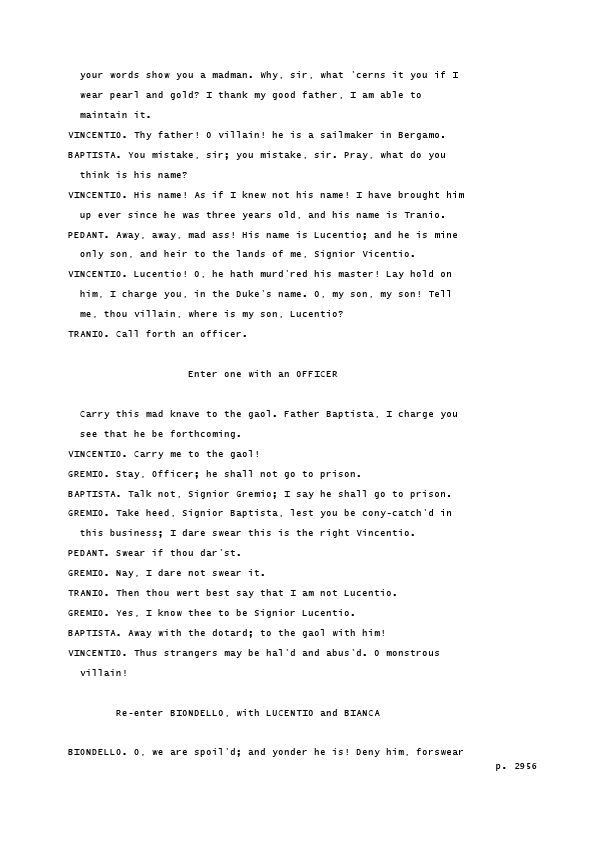 your words show you a madman. Why, sir, what 'cerns it you if I
wear pearl and gold? I thank my good father, I am able to
maintain it.
VINCENTIO. Thy father! O villain! he is a sailmaker in Bergamo.
BAPTISTA. You mistake, sir; you mistake, sir. Pray, what do you
think is his name?
VINCENTIO. His name! As if I knew not his name! I have brought him
up ever since he was three years old, and his name is Tranio.
PEDANT. Away, away, mad ass! His name is Lucentio; and he is mine
only son, and heir to the lands of me, Signior Vicentio.
VINCENTIO. Lucentio! O, he hath murd'red his master! Lay hold on
him, I charge you, in the Duke's name. O, my son, my son! Tell
me, thou villain, where is my son, Lucentio?
TRANIO. Call forth an officer.
Enter one with an OFFICER
Carry this mad knave to the gaol. Father Baptista, I charge you
see that he be forthcoming.
VINCENTIO. Carry me to the gaol!
GREMIO. Stay, Officer; he shall not go to prison.
BAPTISTA. Talk not, Signior Gremio; I say he shall go to prison.
GREMIO. Take heed, Signior Baptista, lest you be cony-catch'd in
this business; I dare swear this is the right Vincentio.
PEDANT. Swear if thou dar'st.
GREMIO. Nay, I dare not swear it.
TRANIO. Then thou wert best say that I am not Lucentio.
GREMIO. Yes, I know thee to be Signior Lucentio.
BAPTISTA. Away with the dotard; to the gaol with him!
VINCENTIO. Thus strangers may be hal'd and abus'd. O monstrous
villain!
Re-enter BIONDELLO, with LUCENTIO and BIANCA
BIONDELLO. O, we are spoil'd; and yonder he is! Deny him, forswear
p. 2956